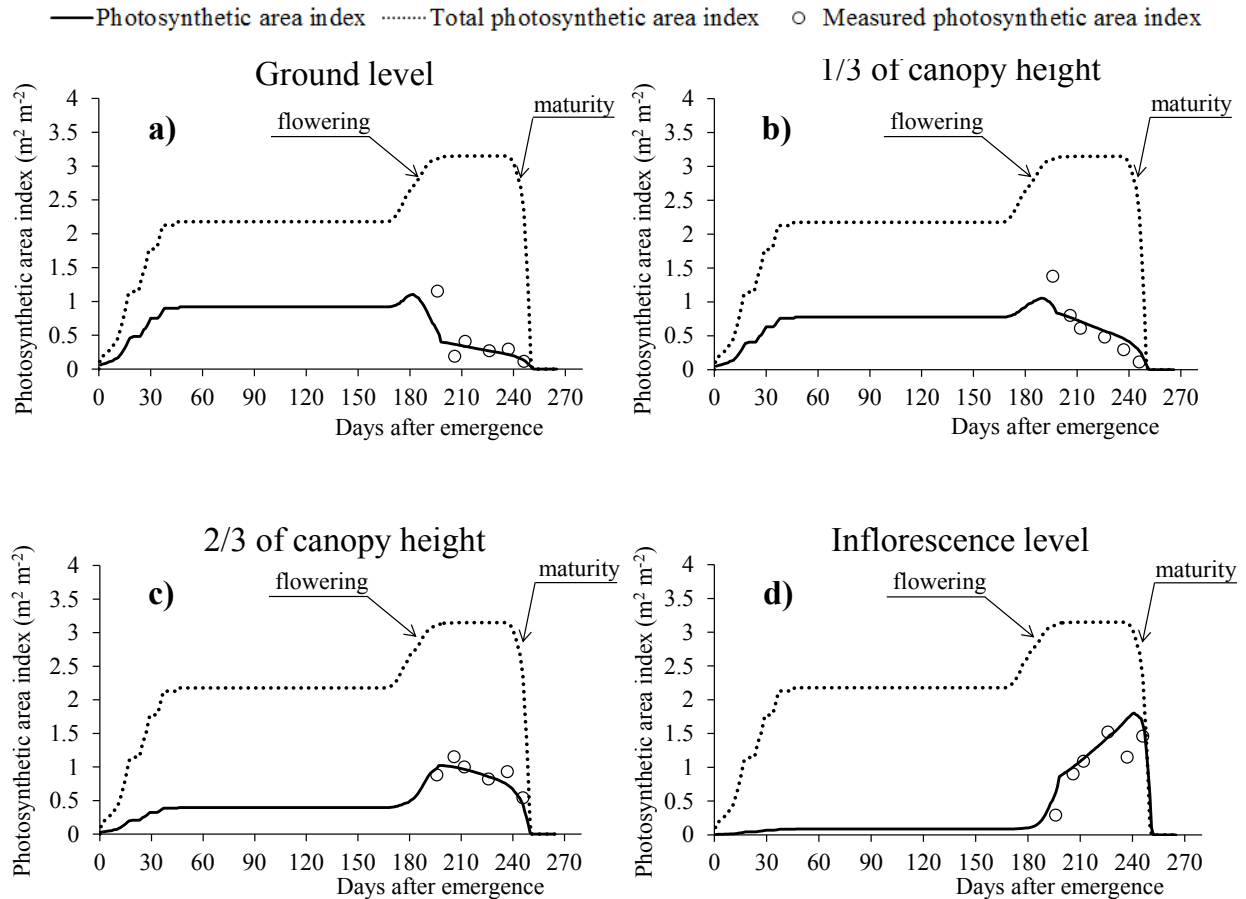 Photosynthetic area index Total photosynthetic area index Measured photosynthetic area index
Ground level
Photosynthetic area index (m² m⁻²)
4
3.5
3
2.5
2
1.5
1
0.5
0
a)
flowering
maturity
0 30 60 90 120 150 180 210 240 270
Days after emergence
1/3 of canopy height
Photosynthetic area index (m² m⁻²)
4
3.5
3
2.5
2
1.5
1
0.5
0
b)
flowering
maturity
0 30 60 90 120 150 180 210 240 270
Days after emergence
2/3 of canopy height
Photosynthetic area index (m² m⁻²)
4
3.5
3
2.5
2
1.5
1
0.5
0
c)
flowering
maturity
0 30 60 90 120 150 180 210 240 270
Days after emergence
Inflorescence level
Photosynthetic area index (m² m⁻²)
4
3.5
3
2.5
2
1.5
1
0.5
0
d)
flowering
maturity
0 30 60 90 120 150 180 210 240 270
Days after emergence